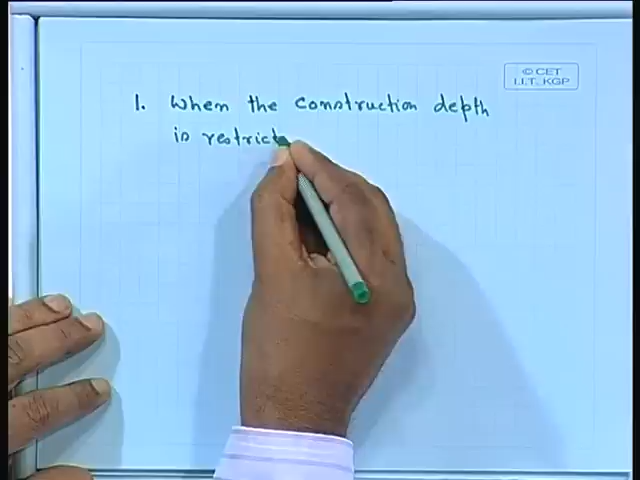 © CET
I.I.T. KGP
1. When the construction depth
is restrict